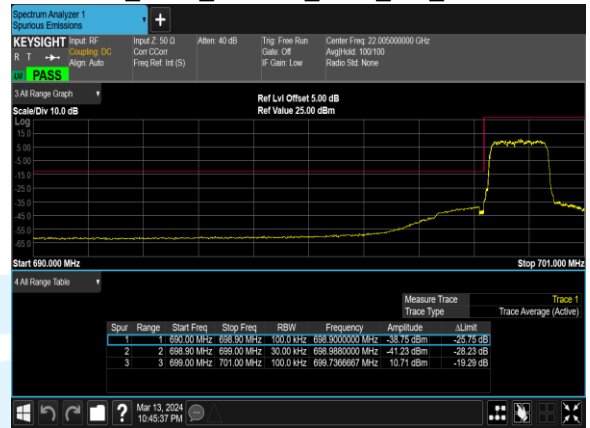 Spectrum Analyzer 1
Spurious Emissions
KEYSIGHT Input: RF Input Z: 50 Ω Atten: 40 dB Trig: Free Run Center Freq: 22.005000000 GHz
R T Coupling: DC Corr CCorr Gate: Off Avg|Hold: 100/100
Align: Auto Freq Ref: Int (S) IF Gain: Low Radio Std: None
PASS
3 All Range Graph
Ref Lvl Offset 5.00 dB
Scale/Div 10.0 dB Ref Value 25.00 dBm
Log
15.0
5.00
-5.00
-15.0
-25.0
-35.0
-45.0
-55.0
-65.0
Start 690.000 MHz Stop 701.000 MHz
4 All Range Table
Measure Trace Trace 1
Trace Type Trace Average (Active)
Spur Range Start Freq Stop Freq RBW Frequency Amplitude ΔLimit
1 1 690.00 MHz 698.90 MHz 100.0 kHz 698.9000000 MHz -38.75 dBm -25.75 dB
2 2 698.90 MHz 699.00 MHz 30.00 kHz 698.9880000 MHz -41.23 dBm -28.23 dB
3 3 699.00 MHz 701.00 MHz 100.0 kHz 699.7366667 MHz 10.71 dBm -19.29 dB
? Mar 13, 2024
10:45:37 PM